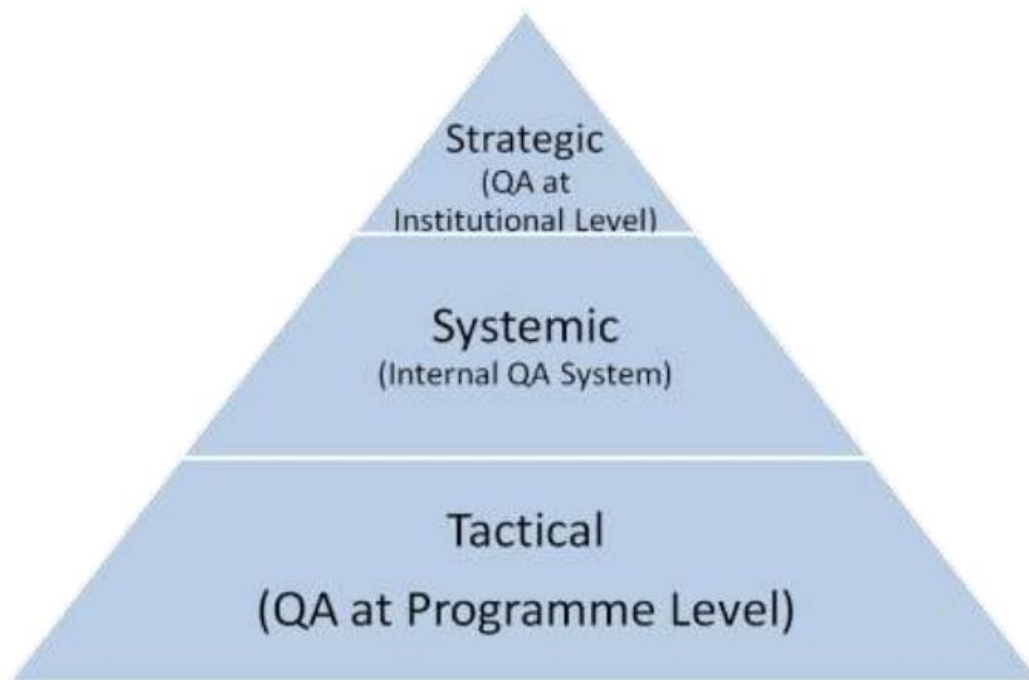 Strategic
(QA at
Institutional Level)
Systemic
(Internal QA System)
Tactical
(QA at Programme Level)